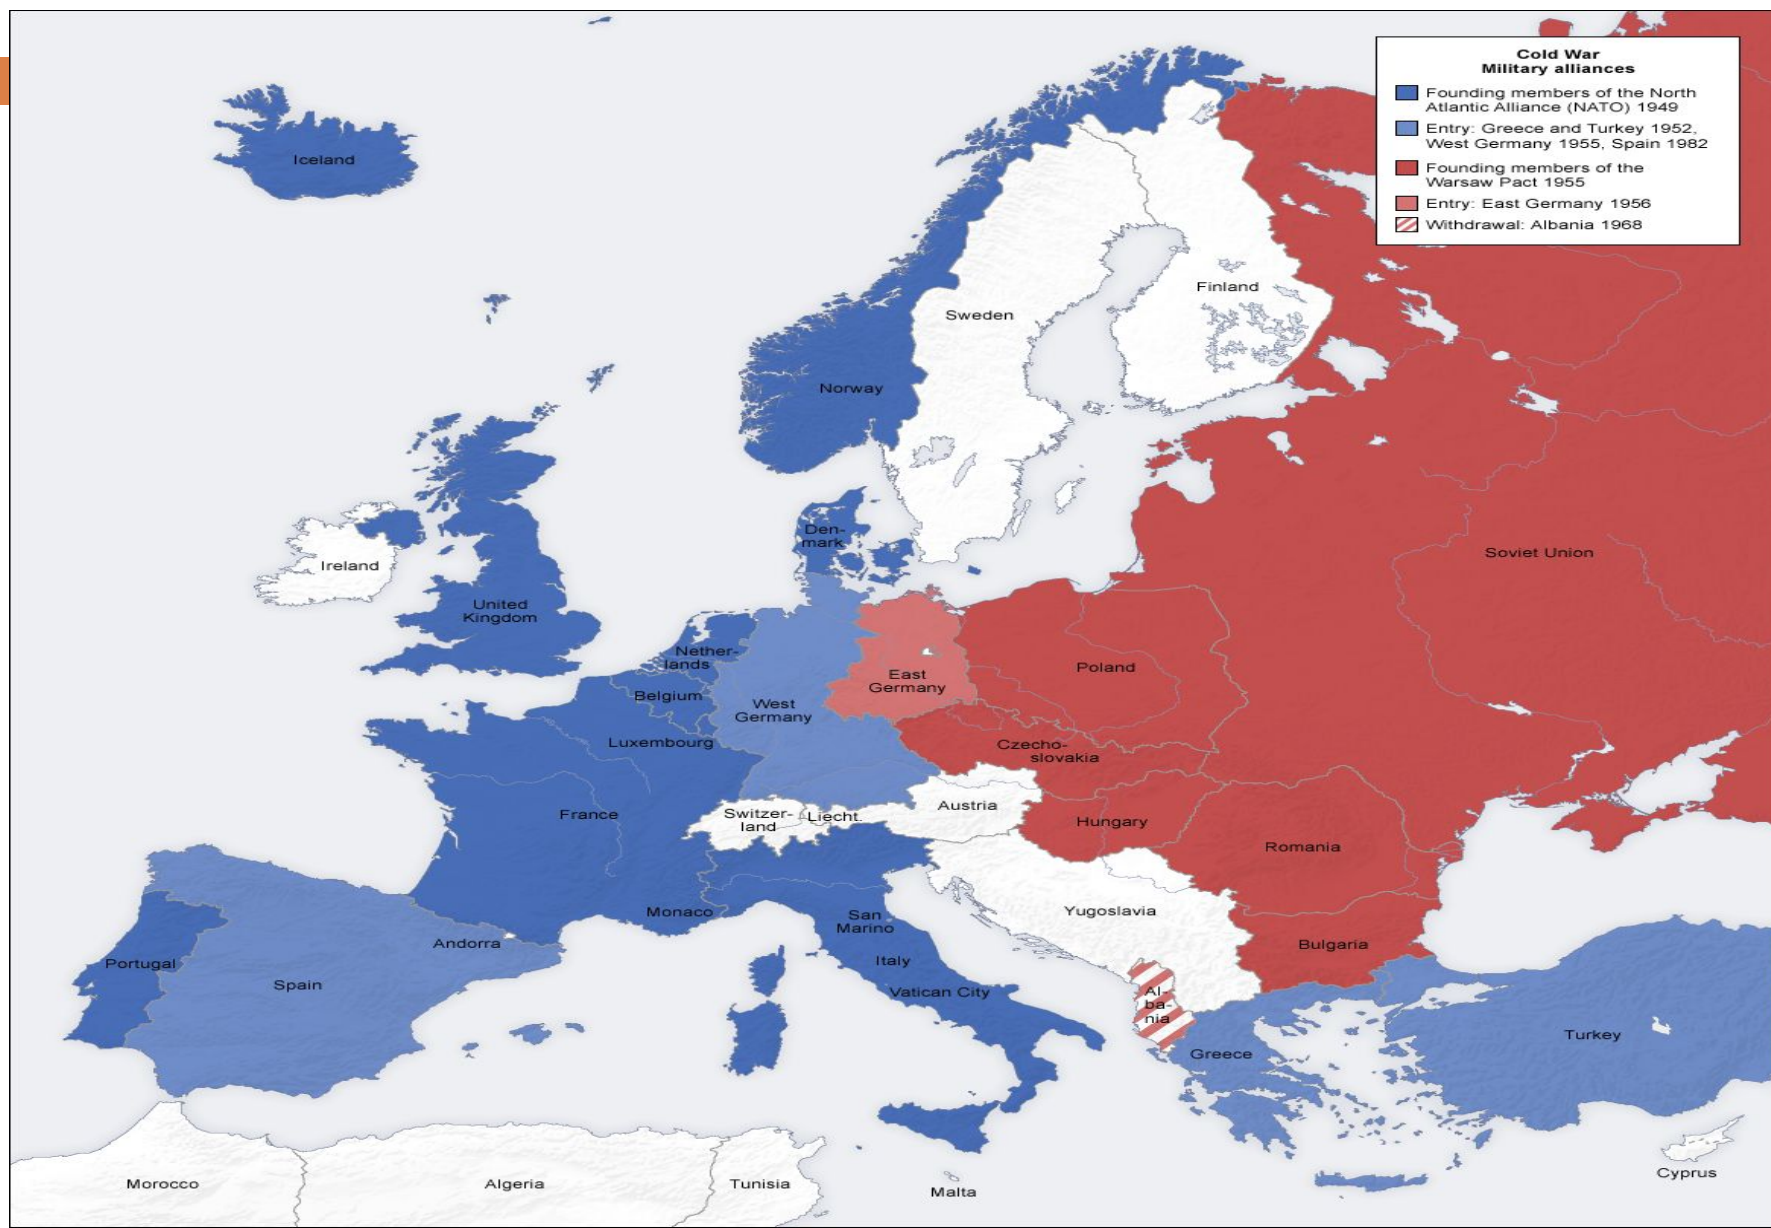 Cold War
Military alliances
Founding members of the North
Atlantic Alliance (NATO) 1949
Entry: Greece and Turkey 1952,
West Germany 1955, Spain 1982
Founding members of the
Warsaw Pact 1955
Entry: East Germany 1956
Withdrawal: Albania 1968
Iceland
Finland
Sweden
Norway
Den-
mark
Soviet Union
Ireland
United
Kingdom
Nether-
lands
Poland
East
Germany
Belgium
West
Germany
Luxembourg
Czecho-
slovakia
Austria
France
Switzer-
land
Liecht.
Hungary
Romania
Monaco
San
Marino
Yugoslavia
Andorra
Bulgaria
Portugal
Spain
Italy
Vatican City
Al-
ba-
nia
Greece
Turkey
Morocco
Algeria
Tunisia
Malta
Cyprus